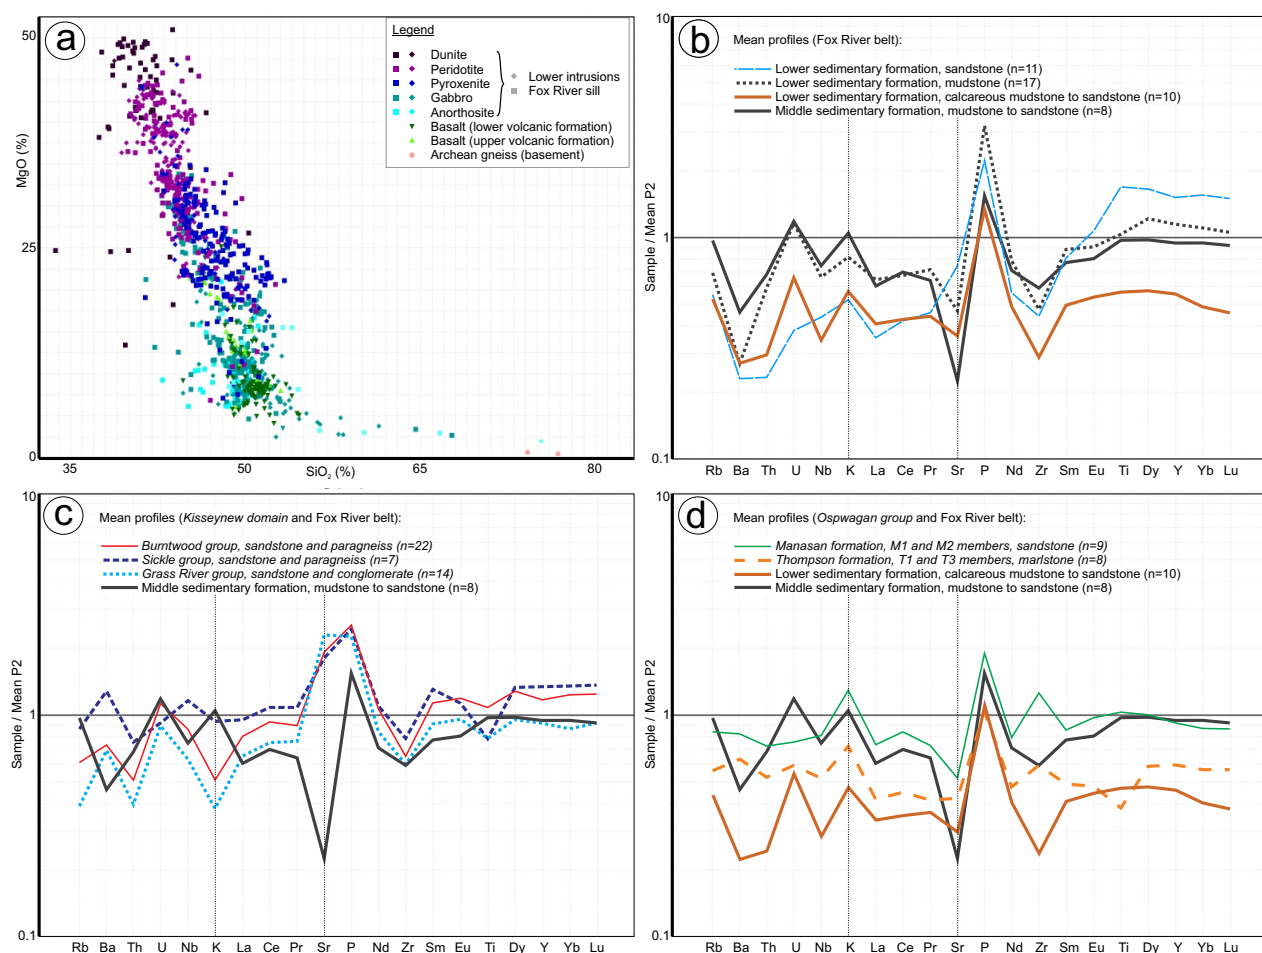 a
50
25
0
MgO (%)
35
50
65
80
SiO2 (%)
Legend
Dunite
Peridotite
Pyroxenite
Gabbro
Anorthosite
Lower intrusions
Fox River sill
Basalt (lower volcanic formation)
Basalt (upper volcanic formation)
Archean gneiss (basement)
b
10
1
0.1
Sample / Mean P2
Mean profiles (Fox River belt):
Lower sedimentary formation, sandstone (n=11)
Lower sedimentary formation, mudstone (n=17)
Lower sedimentary formation, calcareous mudstone to sandstone (n=10)
Middle sedimentary formation, mudstone to sandstone (n=8)
Rb Ba Th U Nb K La Ce Pr Sr P Nd Zr Sm Eu Ti Dy Y Yb Lu
c
10
1
0.1
Sample / Mean P2
Mean profiles (Kisseynew domain and Fox River belt):
Burntwood group, sandstone and paragneiss (n=22)
Sickle group, sandstone and paragneiss (n=7)
Grass River group, sandstone and conglomerate (n=14)
Middle sedimentary formation, mudstone to sandstone (n=8)
Rb Ba Th U Nb K La Ce Pr Sr P Nd Zr Sm Eu Ti Dy Y Yb Lu
d
10
1
0.1
Sample / Mean P2
Mean profiles (Ospwagan group and Fox River belt):
Manasan formation, M1 and M2 members, sandstone (n=9)
Thompson formation, T1 and T3 members, marlstone (n=8)
Lower sedimentary formation, calcareous mudstone to sandstone (n=10)
Middle sedimentary formation, mudstone to sandstone (n=8)
Rb Ba Th U Nb K La Ce Pr Sr P Nd Zr Sm Eu Ti Dy Y Yb Lu